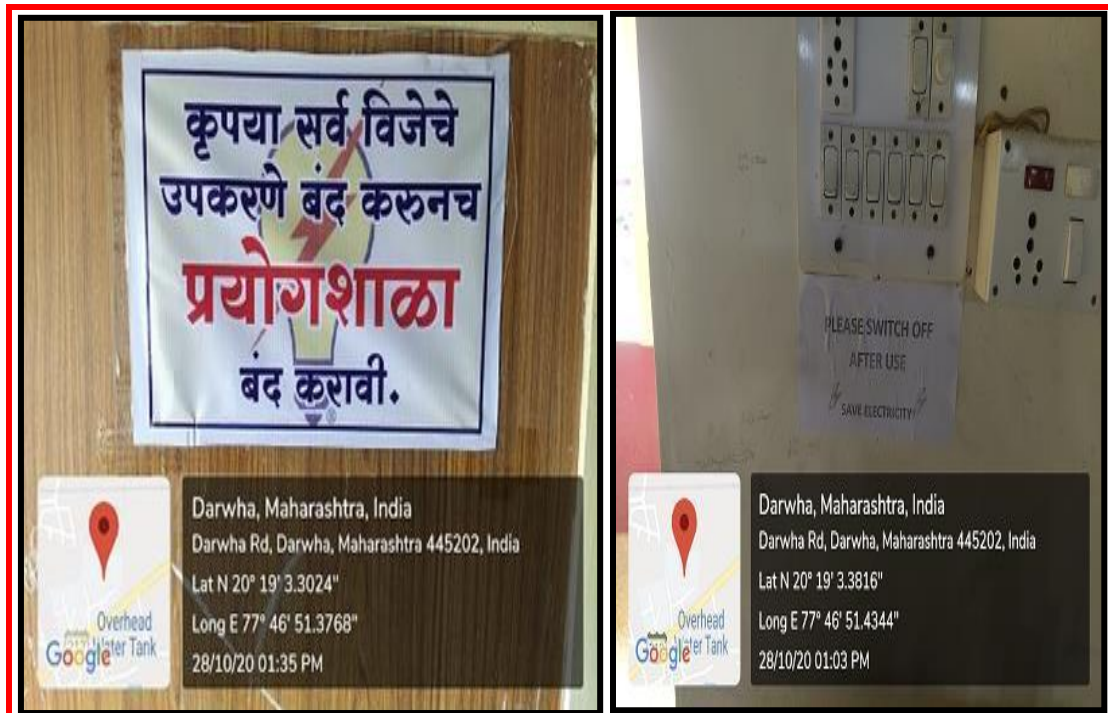 कृपया सर्व विजेचे
उपकरणे बंद करुनच
प्रयोगशाळा
बंद करावी.
Darwha, Maharashtra, India
Darwha Rd, Darwha, Maharashtra 445202, India
Lat N 20° 19' 3.3024"
Long E 77° 46' 51.3768"
28/10/20 01:35 PM
Overhead
Water Tank
Google
PLEASE SWITCH OFF
AFTER USE
SAVE ELECTRICITY
Darwha, Maharashtra, India
Darwha Rd, Darwha, Maharashtra 445202, India
Lat N 20° 19' 3.3816"
Long E 77° 46' 51.4344"
28/10/20 01:03 PM
Overhead
Water Tank
Google